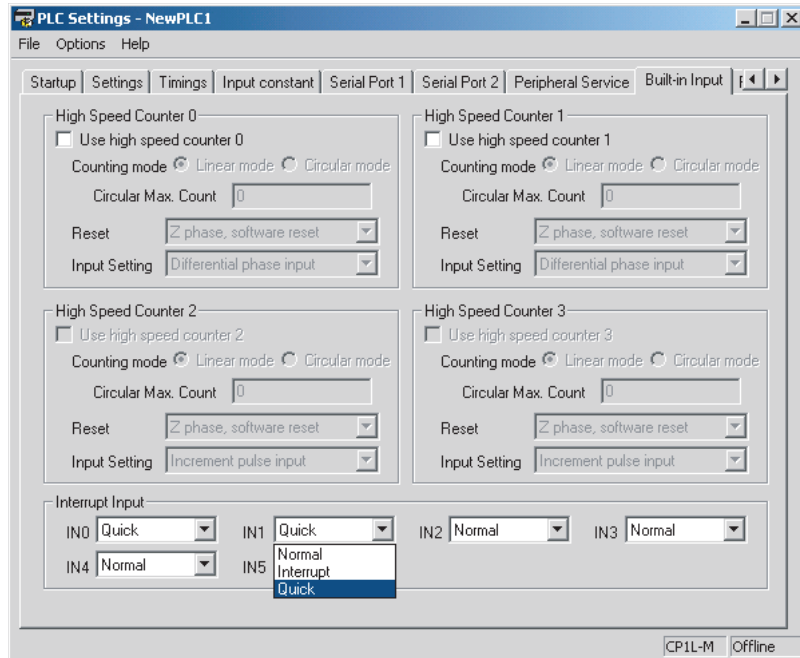 PLC Settings - NewPLC1
File Options Help
Startup Settings Timings Input constant Serial Port 1 Serial Port 2 Peripheral Service Built-in Input
High Speed Counter 0
Use high speed counter 0
Counting mode Linear mode Circular mode
Circular Max. Count 0
Reset Z phase, software reset
Input Setting Differential phase input
High Speed Counter 1
Use high speed counter 1
Counting mode Linear mode Circular mode
Circular Max. Count 0
Reset Z phase, software reset
Input Setting Differential phase input
High Speed Counter 2
Use high speed counter 2
Counting mode Linear mode Circular mode
Circular Max. Count 0
Reset Z phase, software reset
Input Setting Increment pulse input
High Speed Counter 3
Use high speed counter 3
Counting mode Linear mode Circular mode
Circular Max. Count 0
Reset Z phase, software reset
Input Setting Increment pulse input
Interrupt Input
IN0 Quick IN1 Quick IN2 Normal IN3 Normal
Normal
Interrupt
Quick
IN4 Normal IN5
CP1L-M Offline